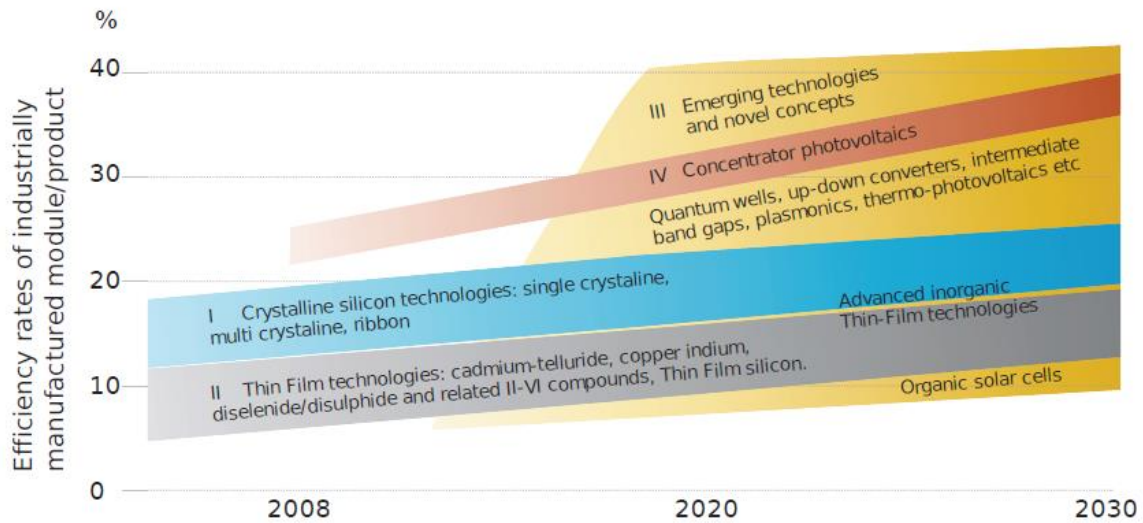 %
40
30
20
10
0
Efficiency rates of industrially
manufactured module/product
III Emerging technologies
and novel concepts
IV Concentrator photovoltaics
Quantum wells, up-down converters, intermediate
band gaps, plasmonics, thermo-photovoltaics etc
I Crystalline silicon technologies: single crystaline,
multi crystaline, ribbon
Advanced inorganic
Thin-Film technologies
II Thin Film technologies: cadmium-telluride, copper indium,
diselenide/disulphide and related II-VI compounds, Thin Film silicon.
Organic solar cells
2008
2020
2030